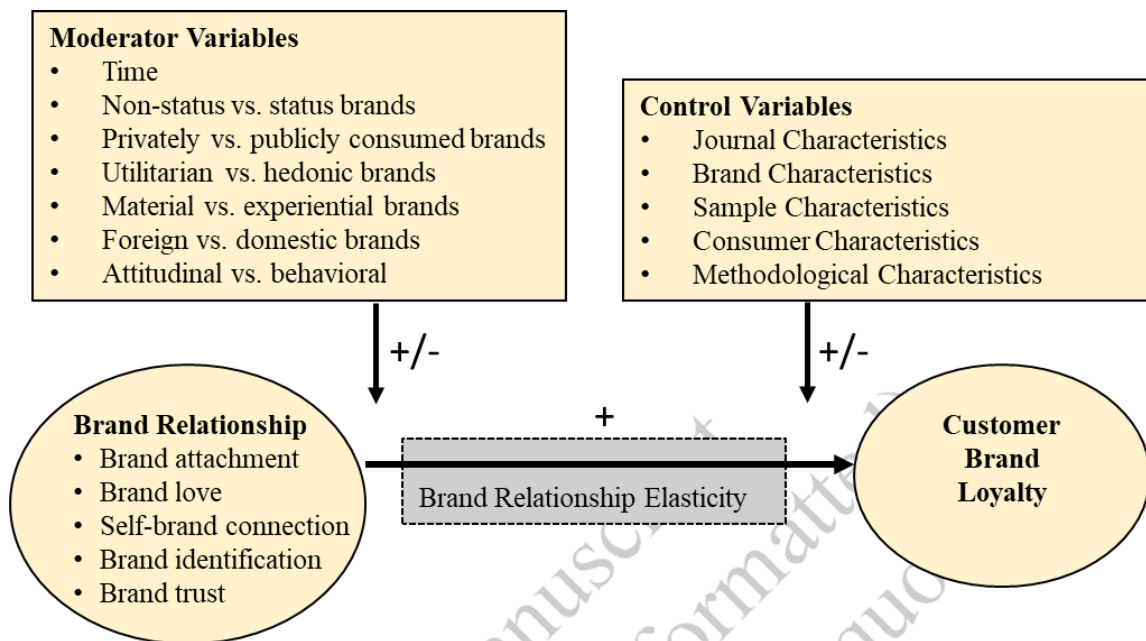 Moderator Variables
• Time
• Non-status vs. status brands
• Privately vs. publicly consumed brands
• Utilitarian vs. hedonic brands
• Material vs. experiential brands
• Foreign vs. domestic brands
• Attitudinal vs. behavioral
Control Variables
• Journal Characteristics
• Brand Characteristics
• Sample Characteristics
• Consumer Characteristics
• Methodological Characteristics
+/-
+/-
Brand Relationship
• Brand attachment
• Brand love
• Self-brand connection
• Brand identification
• Brand trust
+
Brand Relationship Elasticity
Customer
Brand
Loyalty